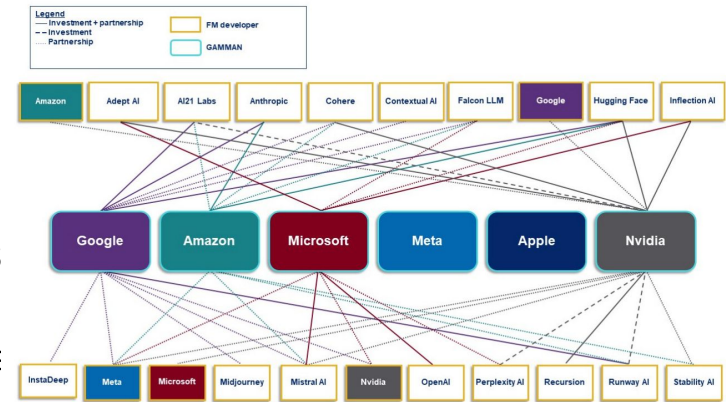 Legend
Investment + partnership
Investment
Partnership
FM developer
GAMMAN
Amazon
Adept AI
AI21 Labs
Anthropic
Cohere
Contextual AI
Falcon LLM
Google
Hugging Face
Inflection AI
Google
Amazon
Microsoft
Meta
Apple
Nvidia
InstaDeep
Meta
Microsoft
Midjourney
Mistral AI
Nvidia
OpenAI
Perplexity AI
Recursion
Runway AI
Stability AI